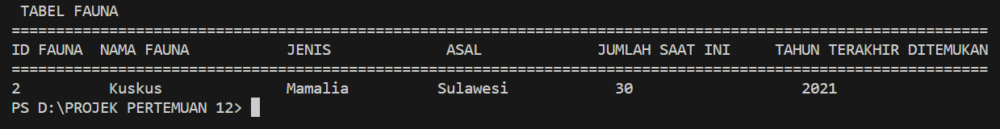 TABEL FAUNA
==============================================================================================================
ID FAUNA  NAMA FAUNA           JENIS             ASAL             JUMLAH SAAT INI     TAHUN TERAKHIR DITEMUKAN
==============================================================================================================
2          Kuskus              Mamalia          Sulawesi            30                   2021
PS D:\PROJEK PERTEMUAN 12>